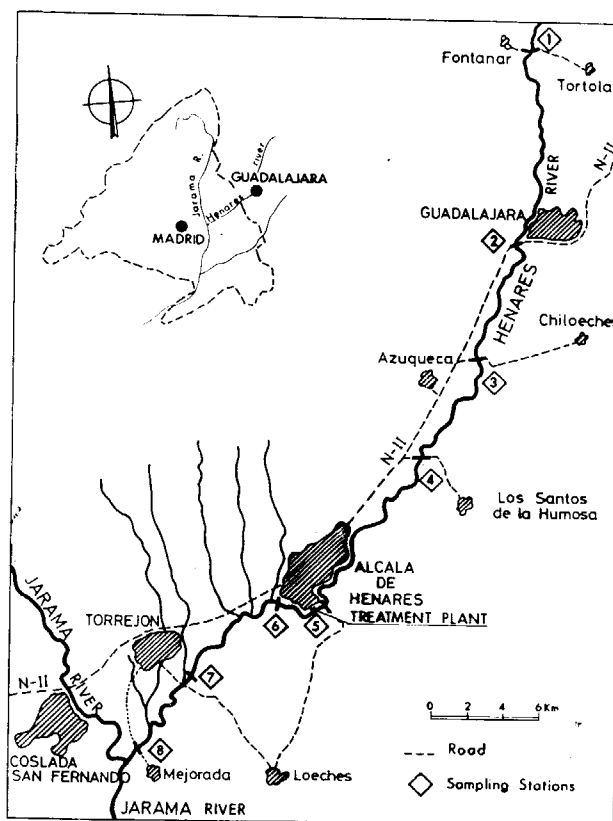 1
Fontanar
Tortola
N-II
RIVER
HENARES
river
Jarama R.
GUADALAJARA
Henares
MADRID
GUADALAJARA
2
Chiloeches
Azuqueca
3
N-II
4
Los Santos
de la Humosa
ALCALA
DE
HENARES
TREATMENT PLANT
JARAMA
RIVER
TORREJON
6
5
7
N-II
0 2 4 6 Km
COSLADA
SAN FERNANDO
8
Mejorada
Loeches
Road
Sampling Stations
JARAMA RIVER